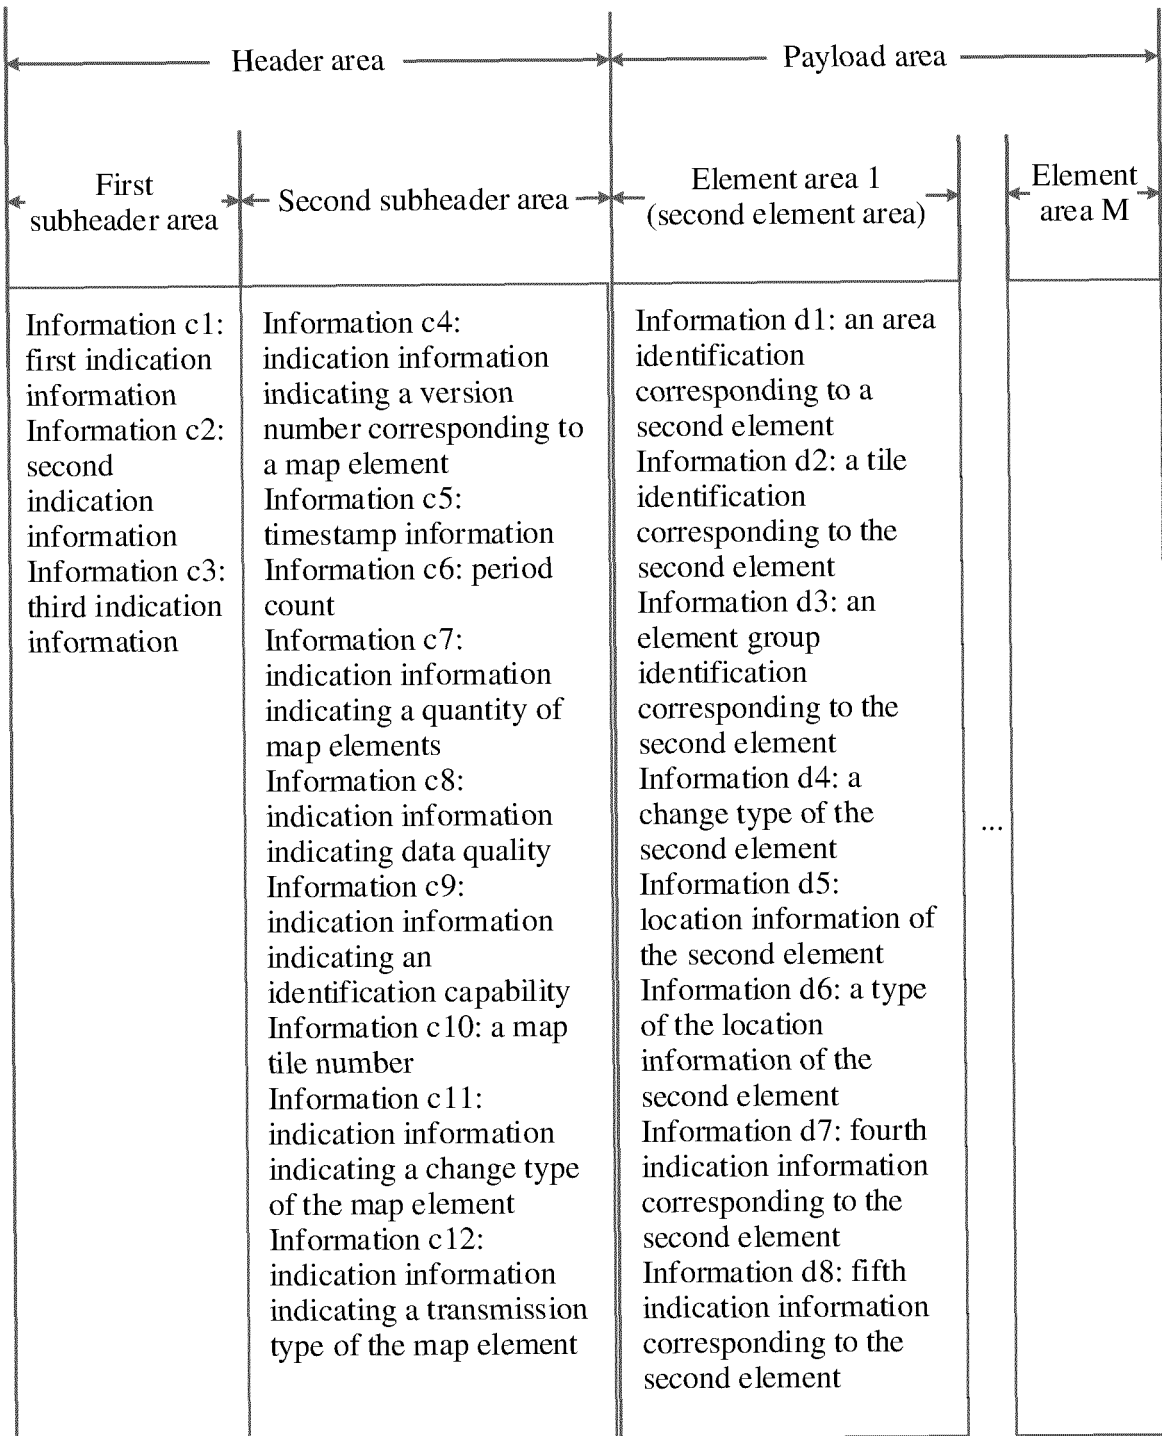 Header area
Payload area
First
subheader area
Second subheader area
Element area 1
(second element area)
Element
area M
Information c1:
first indication
information
Information c2:
second
indication
information
Information c3:
third indication
information
Information c4:
indication information
indicating a version
number corresponding to
a map element
Information c5:
timestamp information
Information c6: period
count
Information c7:
indication information
indicating a quantity of
map elements
Information c8:
indication information
indicating data quality
Information c9:
indication information
indicating an
identification capability
Information c10: a map
tile number
Information c11:
indication information
indicating a change type
of the map element
Information c12:
indication information
indicating a transmission
type of the map element
Information d1: an area
identification
corresponding to a
second element
Information d2: a tile
identification
corresponding to the
second element
Information d3: an
element group
identification
corresponding to the
second element
Information d4: a
change type of the
second element
Information d5:
location information of
the second element
Information d6: a type
of the location
information of the
second element
Information d7: fourth
indication information
corresponding to the
second element
Information d8: fifth
indication information
corresponding to the
second element
...